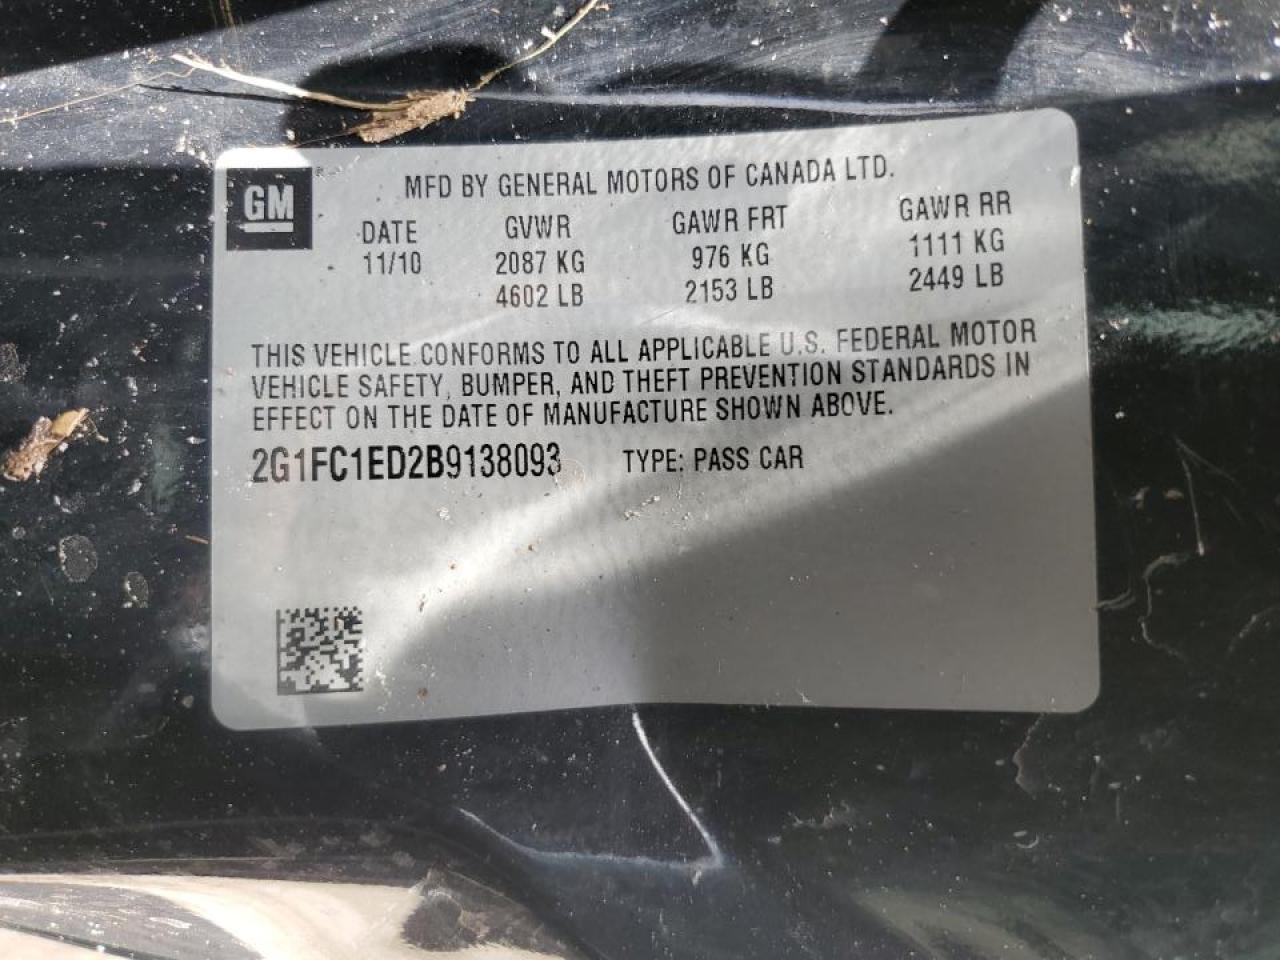 GM
MFD BY GENERAL MOTORS OF CANADA LTD.
DATE GVWR GAWR FRT GAWR RR
11/10 2087 KG 976 KG 1111 KG
4602 LB 2153 LB 2449 LB
THIS VEHICLE CONFORMS TO ALL APPLICABLE U.S. FEDERAL MOTOR
VEHICLE SAFETY, BUMPER, AND THEFT PREVENTION STANDARDS IN
EFFECT ON THE DATE OF MANUFACTURE SHOWN ABOVE.
2G1FC1ED2B9138093 TYPE: PASS CAR